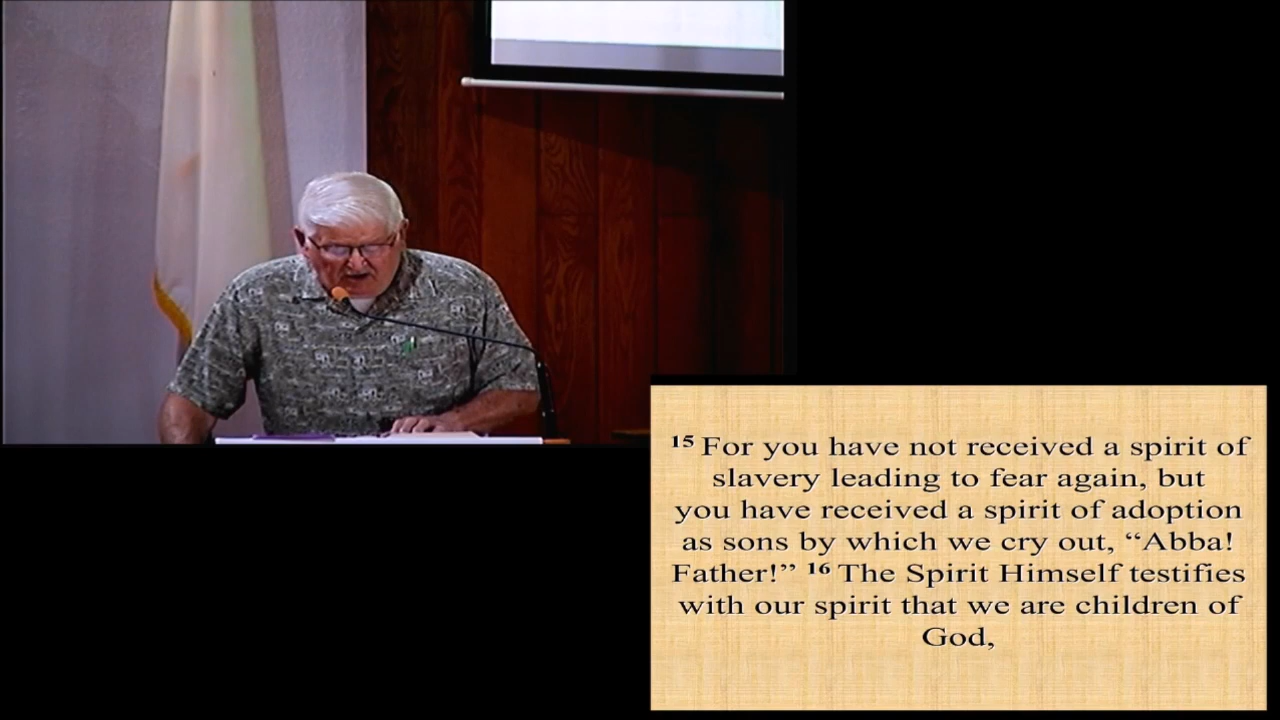 15 For you have not received a spirit of
slavery leading to fear again, but
you have received a spirit of adoption
as sons by which we cry out, “Abba!
Father!” 16 The Spirit Himself testifies
with our spirit that we are children of
God,